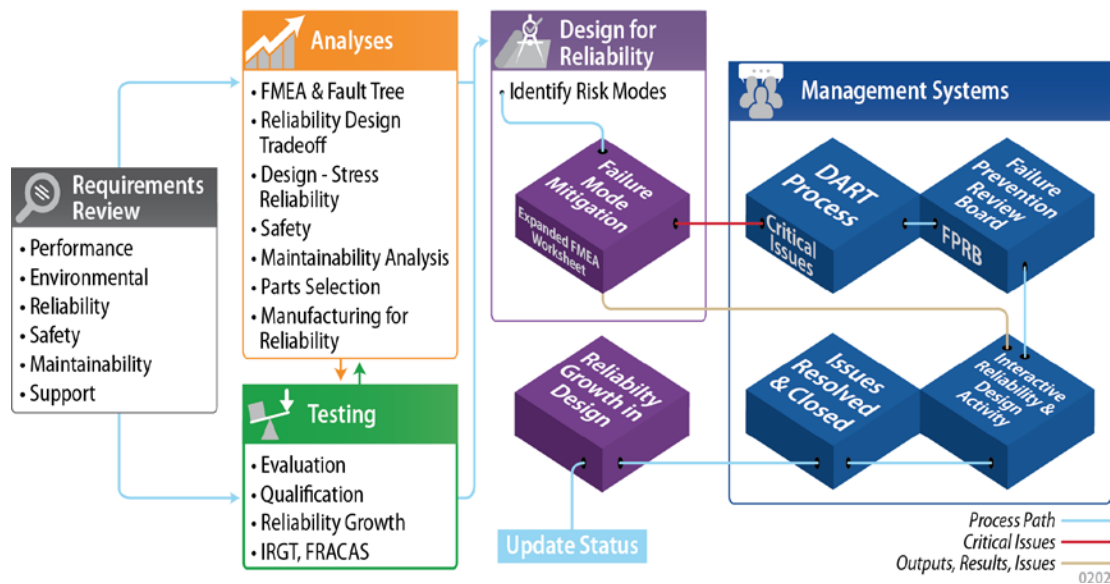 Requirements
Review
• Performance
• Environmental
• Reliability
• Safety
• Maintainability
• Support
Analyses
• FMEA & Fault Tree
• Reliability Design
Tradeoff
• Design - Stress
Reliability
• Safety
• Maintainability Analysis
• Parts Selection
• Manufacturing for
Reliability
Testing
• Evaluation
• Qualification
• Reliability Growth
• IRGT, FRACAS
Design for
Reliability
• Identify Risk Modes
Failure
Mode
Mitigation
Expanded FMEA
Worksheet
Reliabilty
Growth in
Design
Update Status
Management Systems
DART
Process
Critical
Issues
Failure
Prevention
Review
Board
FPRB
Issues
Resolved
& Closed
Interactive
Reliability &
Design
Activity
Process Path
Critical Issues
Outputs, Results, Issues
0202